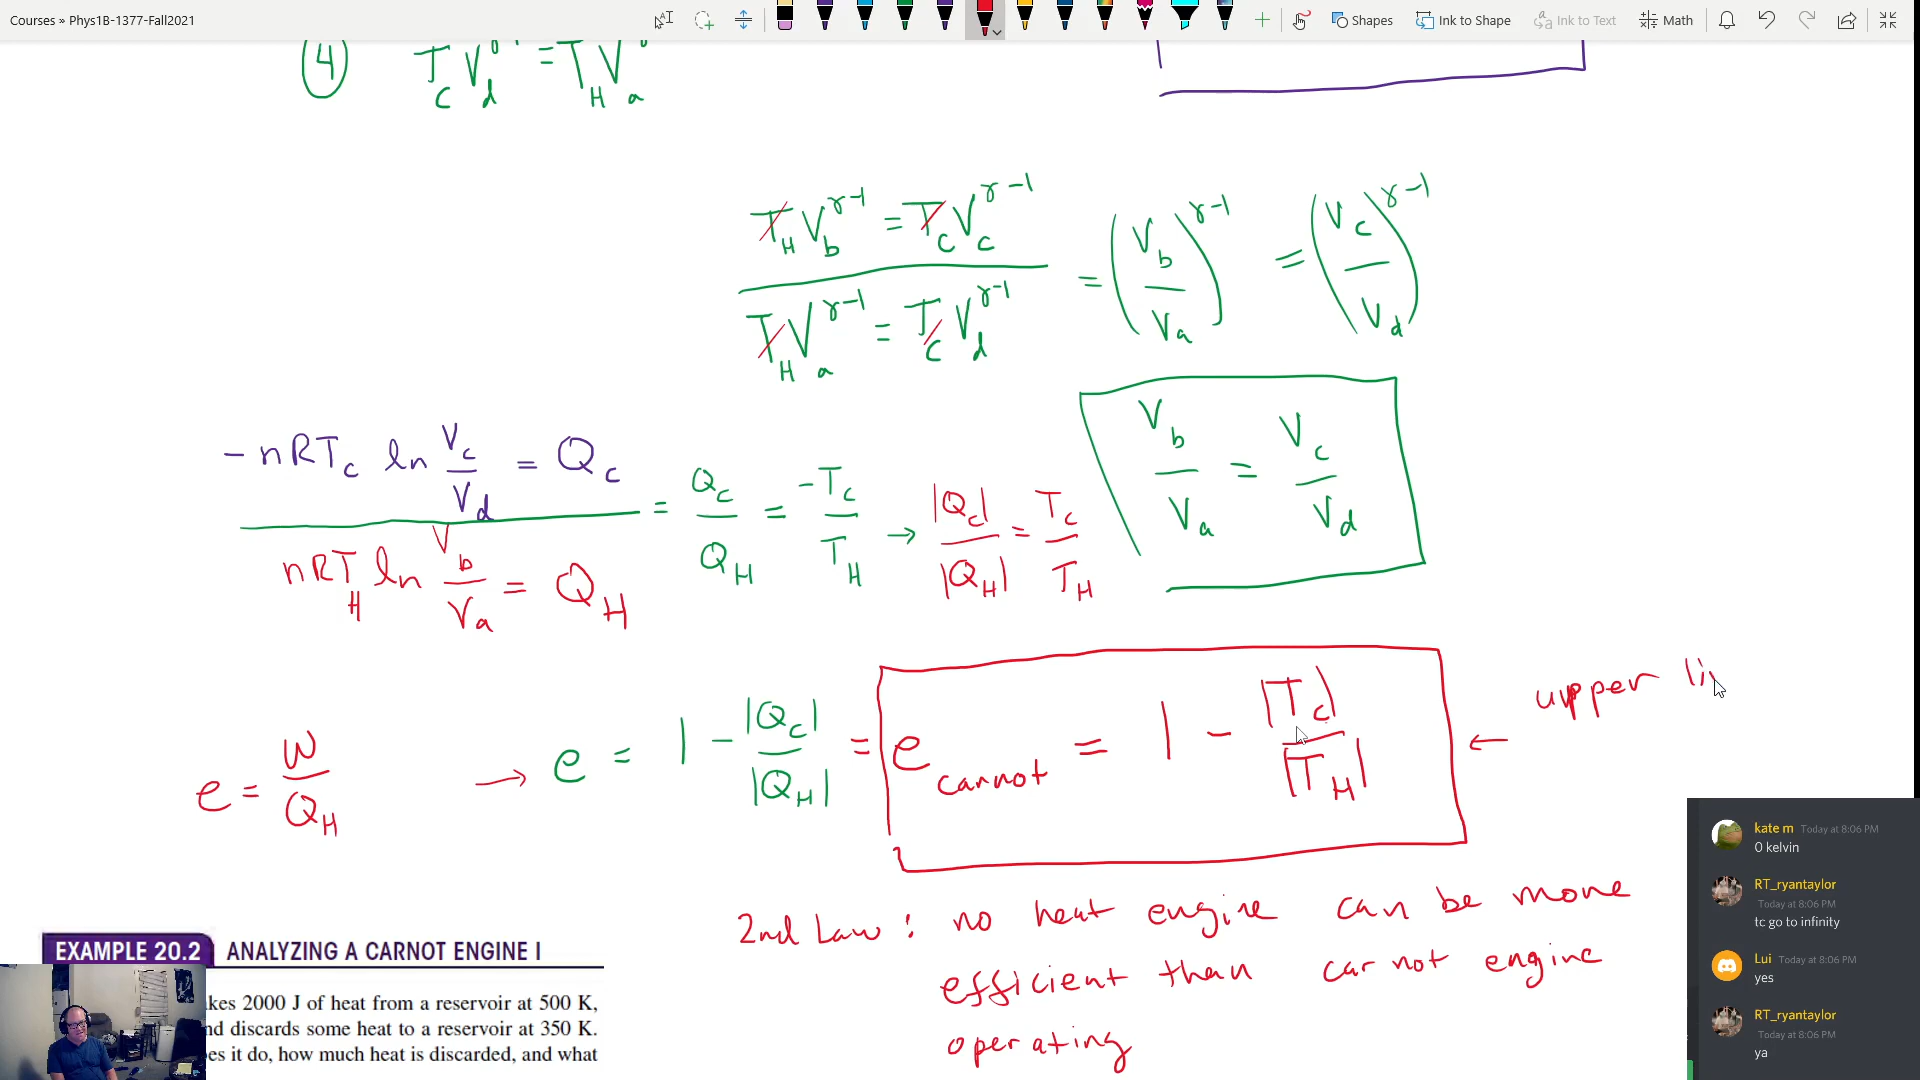 Courses » Phys1B-1377-Fall2021
Shapes
Ink to Shape
Ink to Text
Math
④ T_C V_d = T_H V_a
T_H V_b^{γ-1} = T_C V_c^{γ-1}
T_H V_a^{γ-1} = T_C V_d^{γ-1}
= (V_b / V_a)^{γ-1} = (V_c / V_d)^{γ-1}
V_b / V_a = V_c / V_d
-nRT_c ln V_c / V_d = Q_c
nRT_H ln V_b / V_a = Q_H
= Q_c / Q_H = -T_c / T_H → |Q_c| / |Q_H| = T_c / T_H
e = W / Q_H → e = 1 - |Q_c| / |Q_H| = e_carnot = 1 - |T_c| / |T_H| ← upper li
2nd Law : no heat engine can be more
efficient than carnot engine
operating
EXAMPLE 20.2 ANALYZING A CARNOT ENGINE I
kes 2000 J of heat from a reservoir at 500 K,
nd discards some heat to a reservoir at 350 K.
es it do, how much heat is discarded, and what
kate m Today at 8:06 PM
0 kelvin
RT_ryantaylor
Today at 8:06 PM
tc go to infinity
Lui Today at 8:06 PM
yes
RT_ryantaylor
Today at 8:06 PM
ya